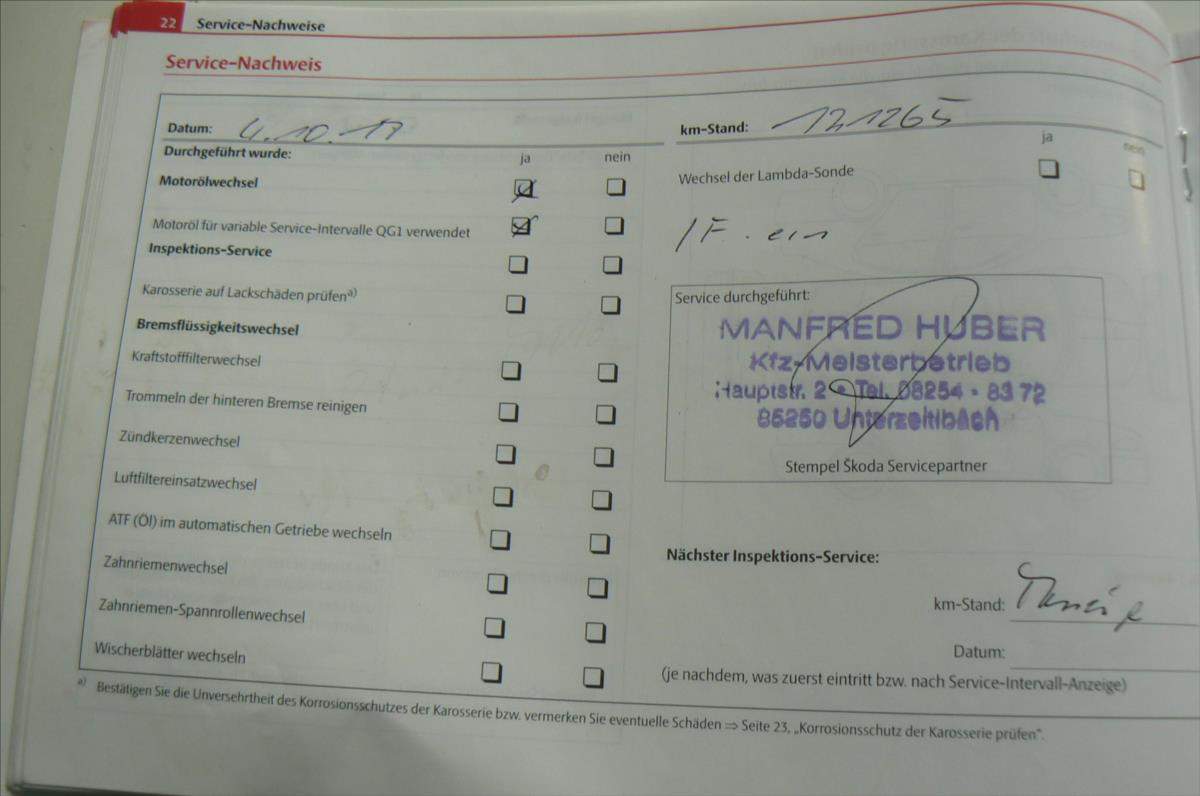 22 Service-Nachweise
Service-Nachweis
Datum: 4.10.17
km-Stand: 121265
Durchgeführt wurde: ja nein
ja nein
Motorölwechsel
Wechsel der Lambda-Sonde
Motoröl für variable Service-Intervalle QG1 verwendet
Inspektions-Service
Karosserie auf Lackschäden prüfen a)
Bremsflüssigkeitswechsel
Kraftstofffilterwechsel
Trommeln der hinteren Bremse reinigen
Zündkerzenwechsel
Luftfiltereinsatzwechsel
ATF (Öl) im automatischen Getriebe wechseln
Zahnriemenwechsel
Zahnriemen-Spannrollenwechsel
Wischerblätter wechseln
Service durchgeführt:
MANFRED HUBER
Kfz-Meisterbetrieb
Hauptstr. 2 • Tel. 08254 • 83 72
85250 Unterzeitlbach
Stempel Škoda Servicepartner
Nächster Inspektions-Service:
km-Stand:
Datum:
(je nachdem, was zuerst eintritt bzw. nach Service-Intervall-Anzeige)
a) Bestätigen Sie die Unversehrtheit des Korrosionsschutzes der Karosserie bzw. vermerken Sie eventuelle Schäden ⇒ Seite 23, „Korrosionsschutz der Karosserie prüfen".